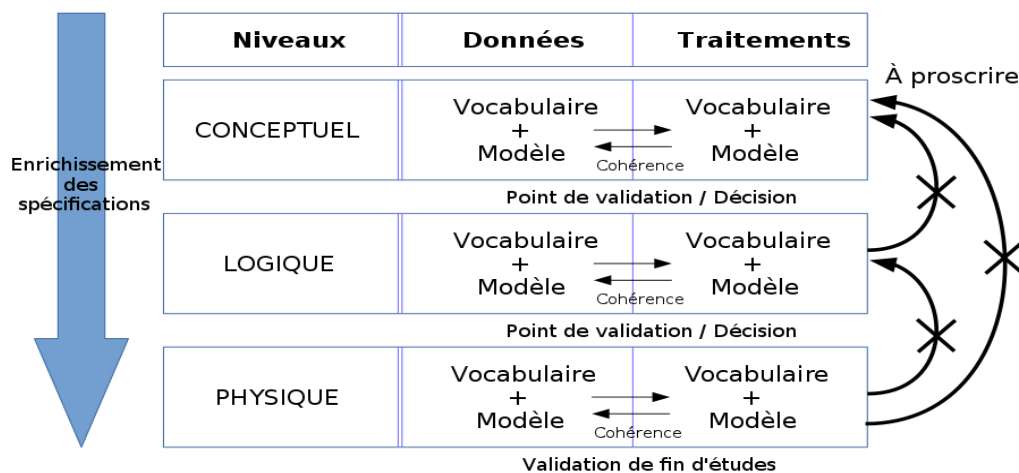 Niveaux Données Traitements
À proscrire
CONCEPTUEL
Vocabulaire
+
Modèle
Cohérence
Vocabulaire
+
Modèle
Enrichissement
des
spécifications
Point de validation / Décision
LOGIQUE
Vocabulaire
+
Modèle
Cohérence
Vocabulaire
+
Modèle
Point de validation / Décision
PHYSIQUE
Vocabulaire
+
Modèle
Cohérence
Vocabulaire
+
Modèle
Validation de fin d'études